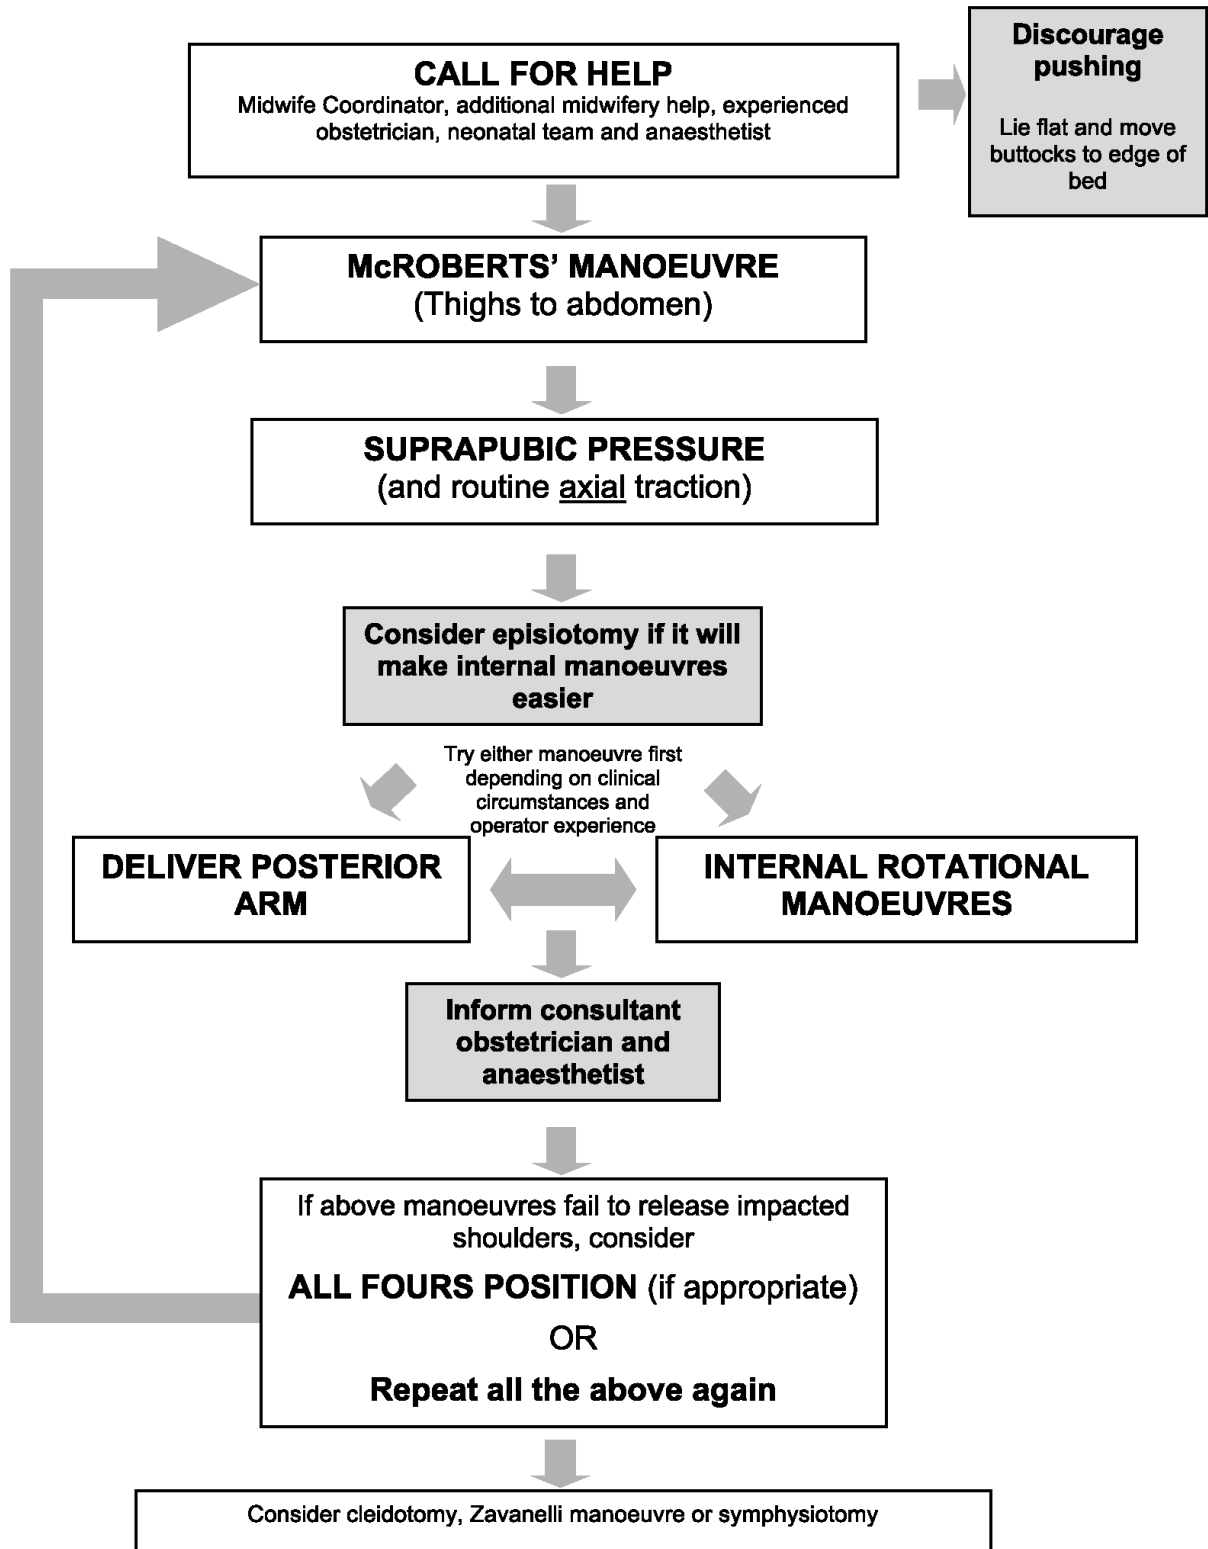 CALL FOR HELP
Midwife Coordinator, additional midwifery help, experienced
obstetrician, neonatal team and anaesthetist
Discourage
pushing
Lie flat and move
buttocks to edge of
bed
McROBERTS’ MANOEUVRE
(Thighs to abdomen)
SUPRAPUBIC PRESSURE
(and routine axial traction)
Consider episiotomy if it will
make internal manoeuvres
easier
Try either manoeuvre first
depending on clinical
circumstances and
operator experience
DELIVER POSTERIOR
ARM
INTERNAL ROTATIONAL
MANOEUVRES
Inform consultant
obstetrician and
anaesthetist
If above manoeuvres fail to release impacted
shoulders, consider
ALL FOURS POSITION (if appropriate)
OR
Repeat all the above again
Consider cleidotomy, Zavanelli manoeuvre or symphysiotomy